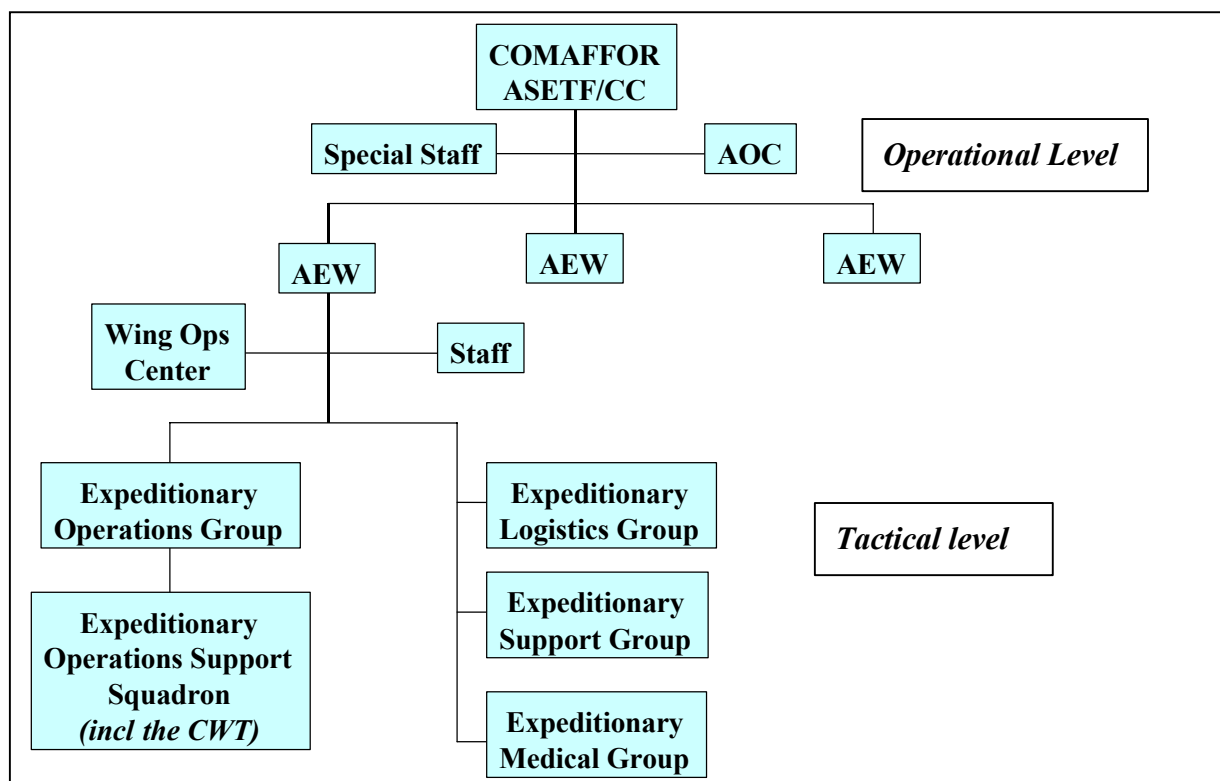 COMAFFOR
ASETF/CC
Special Staff
AOC
Operational Level
AEW
AEW
AEW
Wing Ops
Center
Staff
Expeditionary
Operations Group
Expeditionary
Logistics Group
Tactical level
Expeditionary
Operations Support
Squadron
(incl the CWT)
Expeditionary
Support Group
Expeditionary
Medical Group